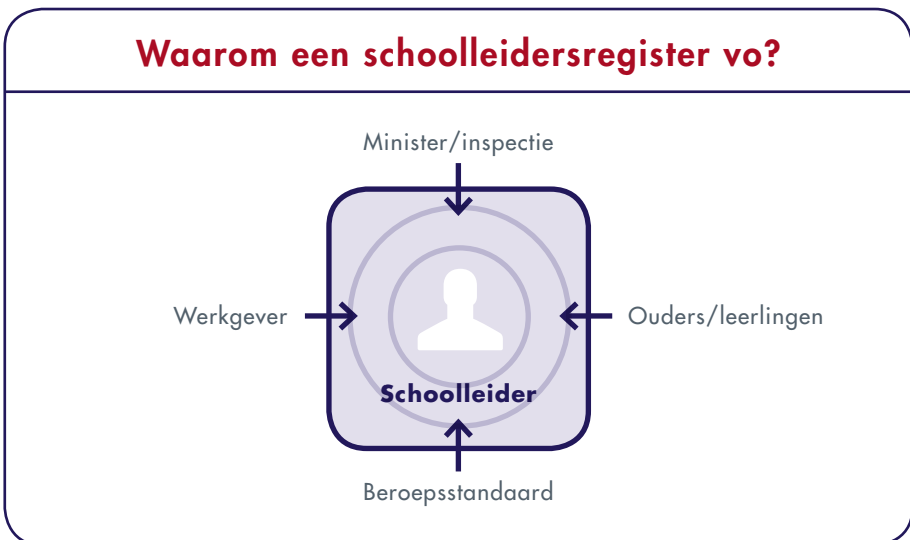 Waarom een schoolleidersregister vo?
Minister/inspectie
Werkgever
Ouders/leerlingen
Schoolleider
Beroepsstandaard